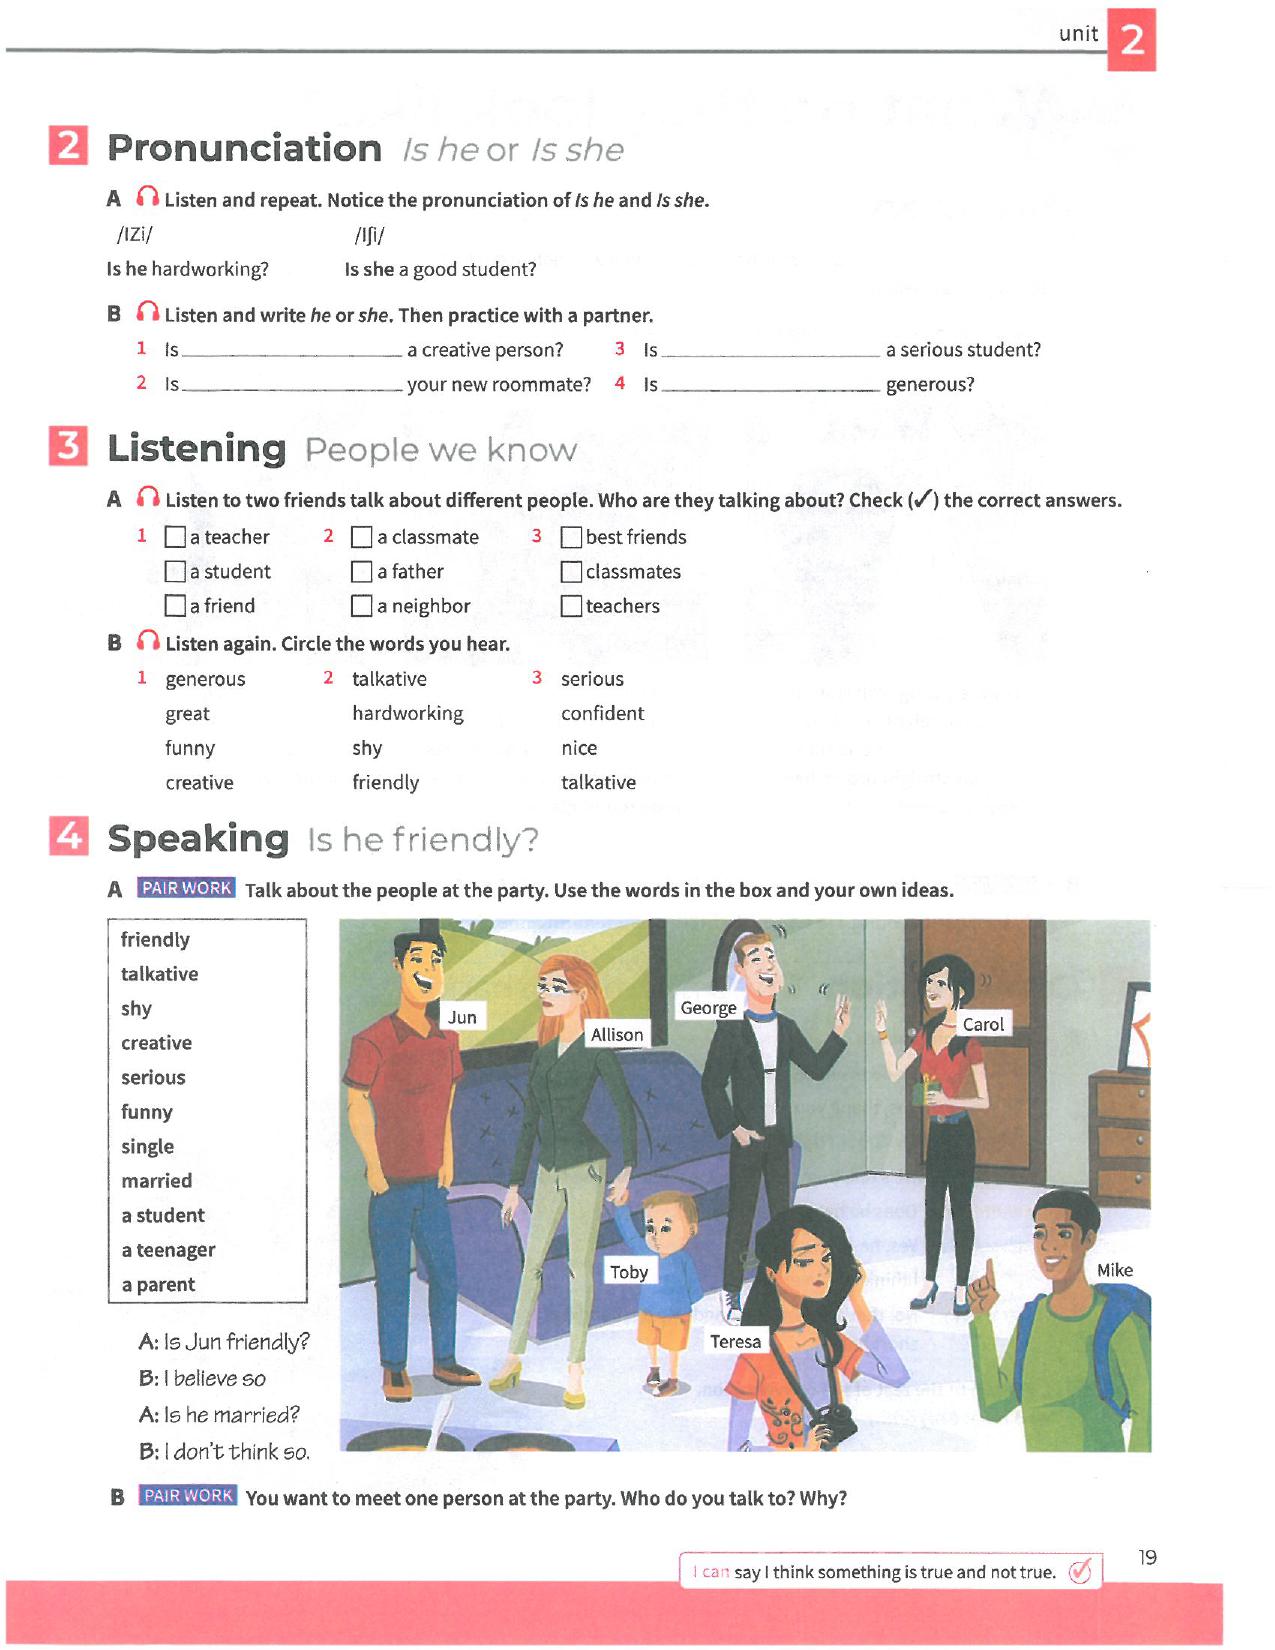 unit 2
2 Pronunciation Is he or Is she
A Listen and repeat. Notice the pronunciation of Is he and Is she.
/IZi/ /Iʃi/
Is he hardworking? Is she a good student?
B Listen and write he or she. Then practice with a partner.
1 Is ____________ a creative person? 3 Is ____________ a serious student?
2 Is ____________ your new roommate? 4 Is ____________ generous?
3 Listening People we know
A Listen to two friends talk about different people. Who are they talking about? Check (✓) the correct answers.
1 □ a teacher 2 □ a classmate 3 □ best friends
□ a student □ a father □ classmates
□ a friend □ a neighbor □ teachers
B Listen again. Circle the words you hear.
1 generous 2 talkative 3 serious
great hardworking confident
funny shy nice
creative friendly talkative
4 Speaking Is he friendly?
A PAIR WORK Talk about the people at the party. Use the words in the box and your own ideas.
friendly
talkative
shy
creative
serious
funny
single
married
a student
a teenager
a parent
Jun
Allison
George
Carol
Toby
Teresa
Mike
A: Is Jun friendly?
B: I believe so
A: Is he married?
B: I don't think so.
B PAIR WORK You want to meet one person at the party. Who do you talk to? Why?
19
I can say I think something is true and not true.